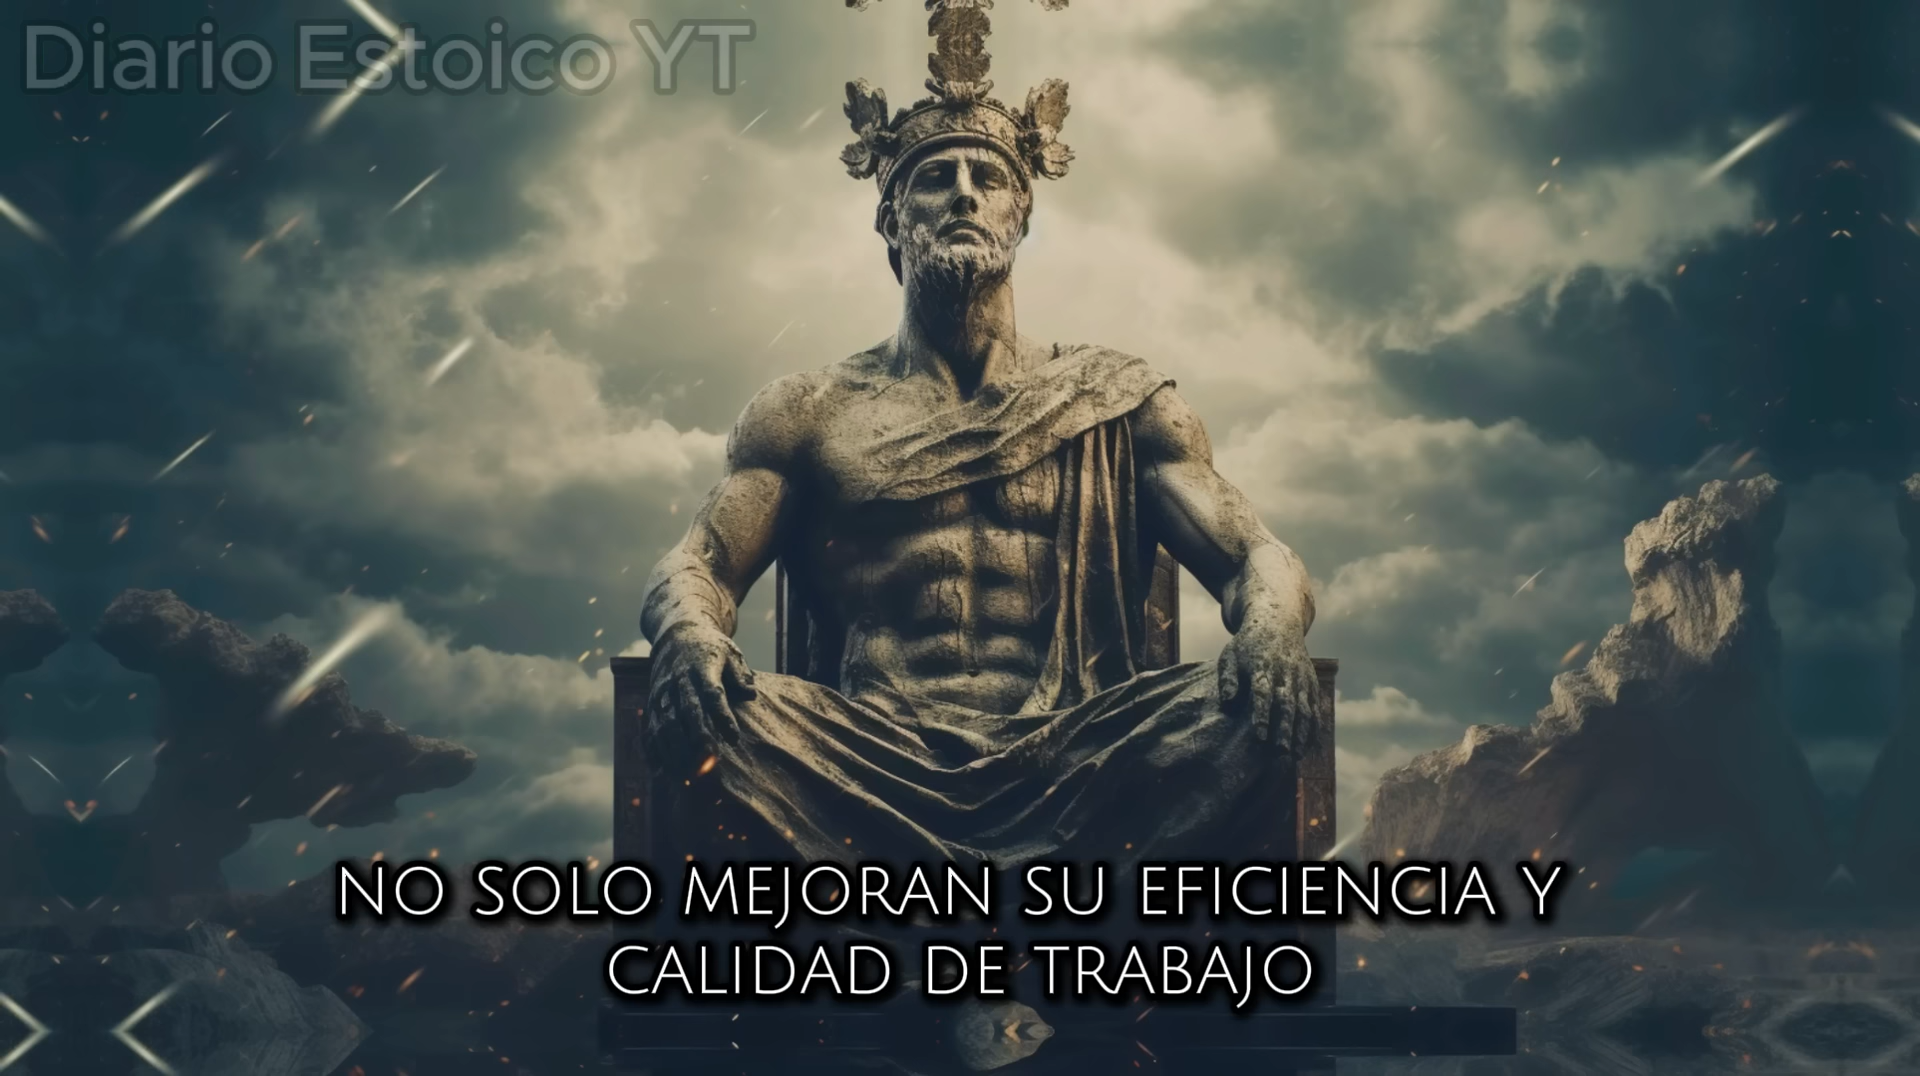 Diario Estoico YT
NO SOLO MEJORAN SU EFICIENCIA Y
CALIDAD DE TRABAJO